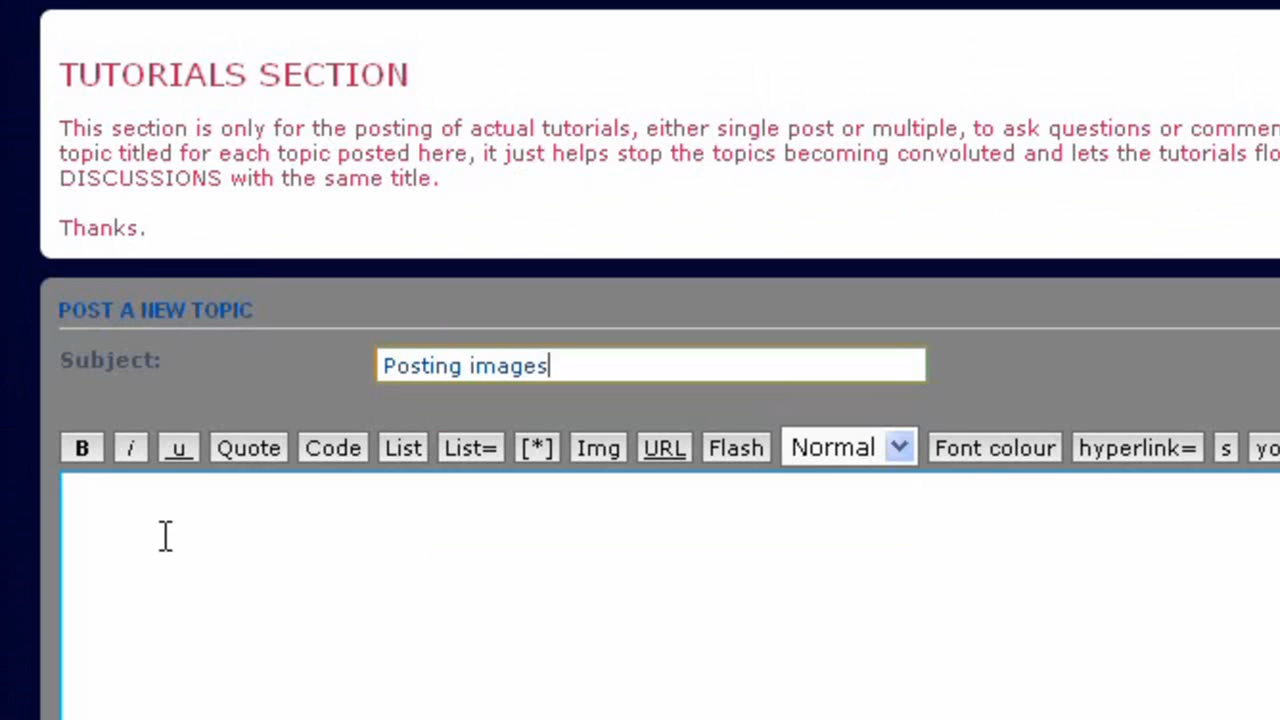 TUTORIALS SECTION
This section is only for the posting of actual tutorials, either single post or multiple, to ask questions or
topic titled for each topic posted here, it just helps stop the topics becoming convoluted and lets the tutorials
DISCUSSIONS with the same title.
Thanks.
POST A NEW TOPIC
Subject: Posting images
B i u Quote Code List List= [*] Img URL Flash Normal Font colour hyperlink= s